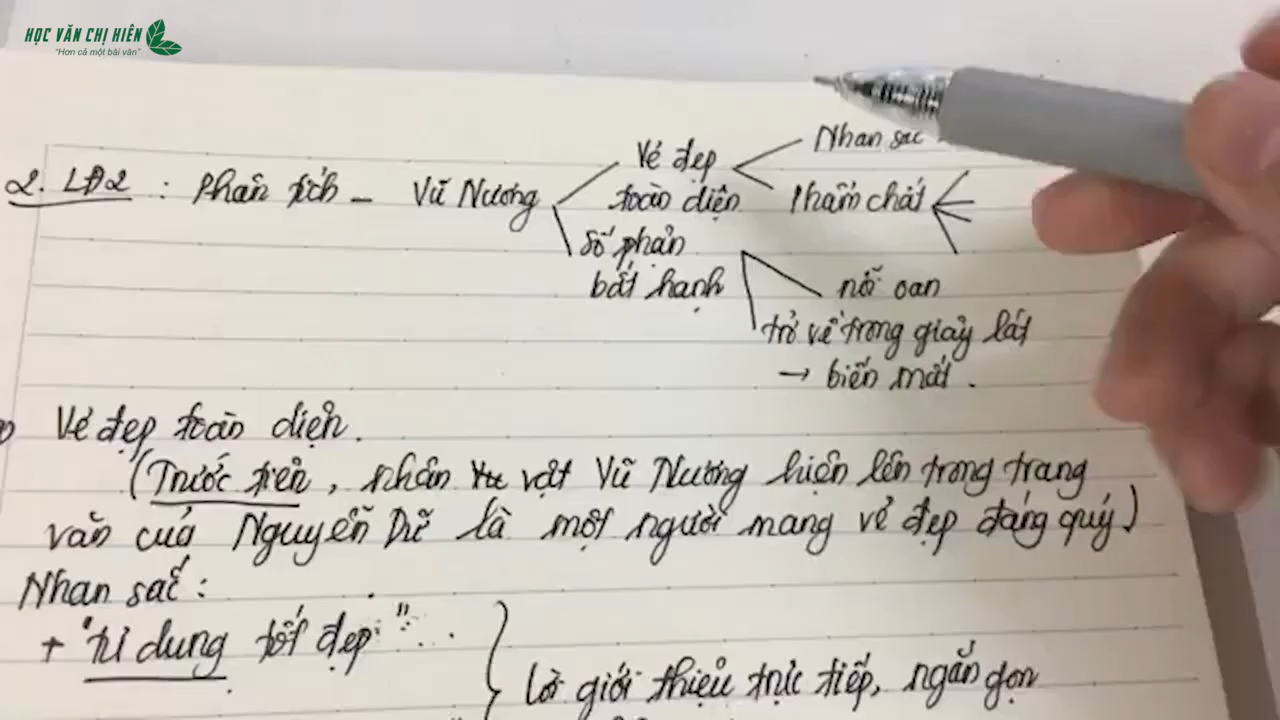 HỌC VĂN CHỊ HIÊN
"Hơn cả một bài văn"
2. LĐ2 : Phân tích - Vũ Nương
Vẻ đẹp toàn diện
Nhan sắc
Phẩm chất
Số phận bất hạnh
nỗi oan
trở về trong giây lát
→ biến mất.
Vẻ đẹp toàn diện.
(Trước tiên, nhân vật Vũ Nương hiện lên trong trang
văn của Nguyễn Dữ là một người mang vẻ đẹp đáng quý)
Nhan sắc :
+ "tư dung tốt đẹp"
Lời giới thiệu trực tiếp, ngắn gọn